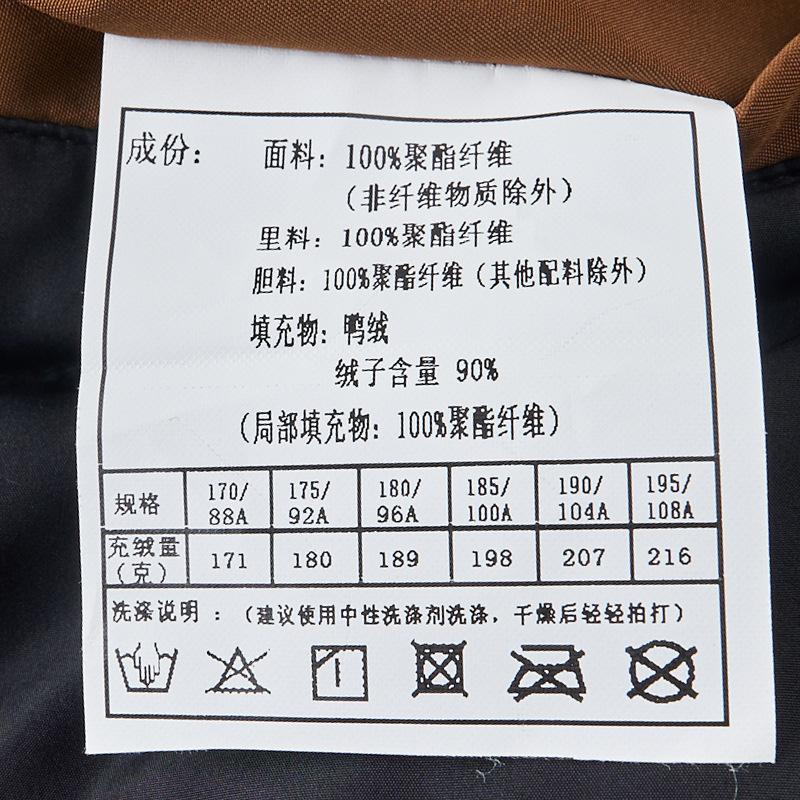 成份： 面料：100%聚酯纤维
（非纤维物质除外）
里料：100%聚酯纤维
胆料：100%聚酯纤维（其他配料除外）
填充物：鸭绒
绒子含量 90%
（局部填充物：100%聚酯纤维）
规格 170/88A 175/92A 180/96A 185/100A 190/104A 195/108A
充绒量（克） 171 180 189 198 207 216
洗涤说明：（建议使用中性洗涤剂洗涤，干燥后轻轻拍打）